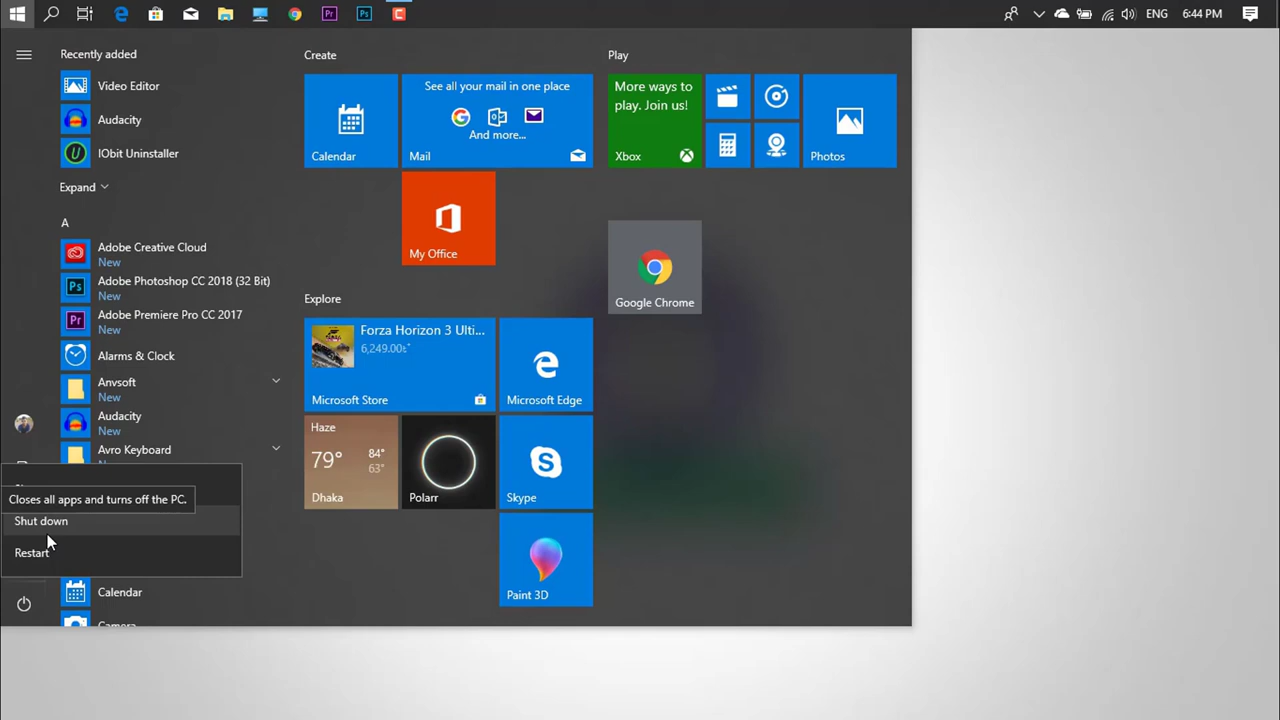 ENG
6:44 PM
Recently added
Video Editor
Audacity
IObit Uninstaller
Expand
A
Adobe Creative Cloud
New
Adobe Photoshop CC 2018 (32 Bit)
New
Adobe Premiere Pro CC 2017
New
Alarms & Clock
Anvsoft
New
Audacity
New
Avro Keyboard
Closes all apps and turns off the PC.
Shut down
Restart
Calendar
Camera
Create
Calendar
See all your mail in one place
And more...
Mail
My Office
Explore
Forza Horizon 3 Ulti...
6,249.00৳
Microsoft Store
Microsoft Edge
Haze
79°
84°
63°
Dhaka
Polarr
Skype
Paint 3D
Play
More ways to
play. Join us!
Xbox
Photos
Google Chrome